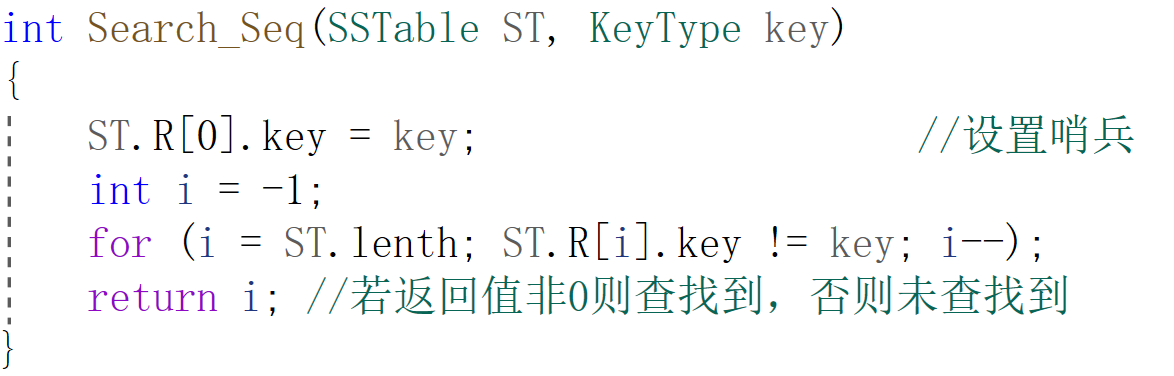 int Search_Seq(SSTable ST, KeyType key)
{
ST.R[0].key = key; //设置哨兵
int i = -1;
for (i = ST.lenth; ST.R[i].key != key; i--);
return i; //若返回值非0则查找到，否则未查找到
}